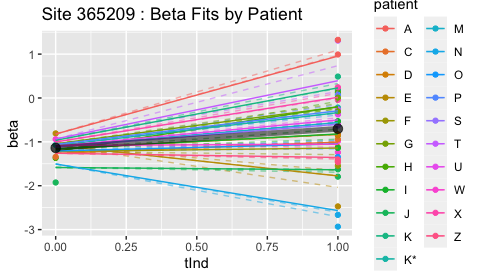 Site 365209 : Beta Fits by Patient
1
0
-1
-2
-3
beta
0.00 0.25 0.50 0.75 1.00
tInd
patient
A M
C N
D O
E P
F S
G T
H U
I W
J X
K Z
K*